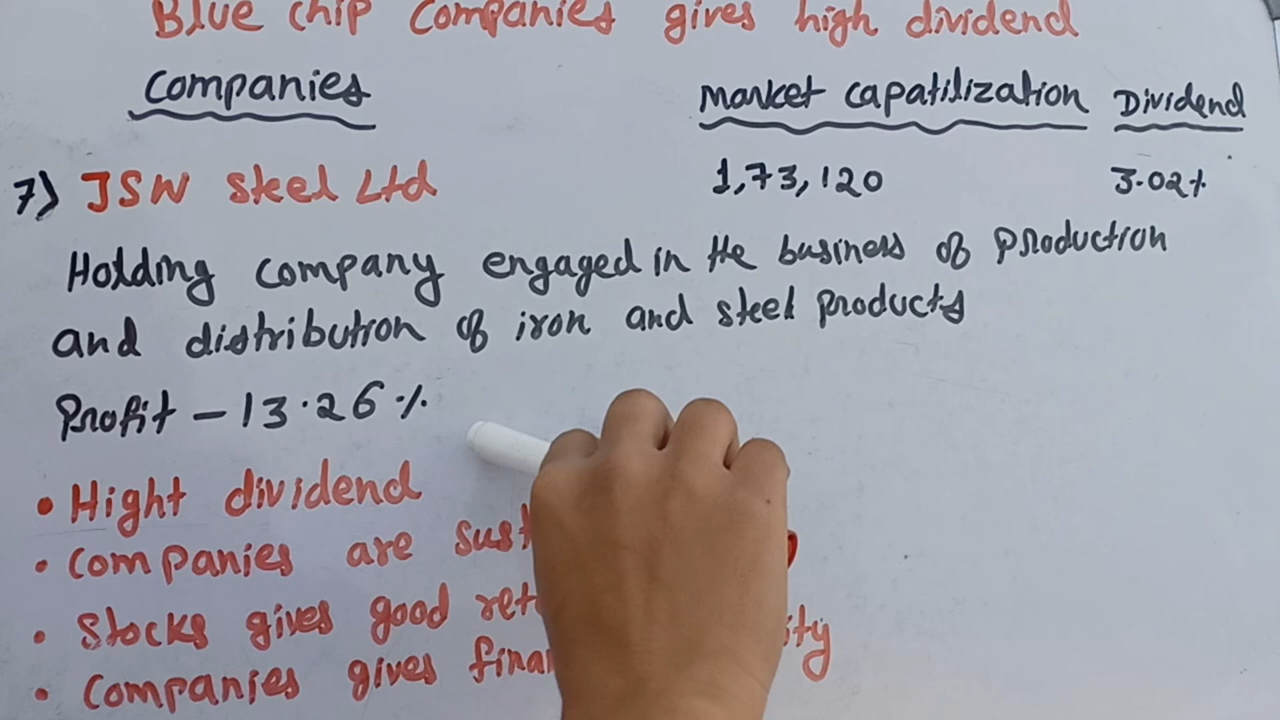 Blue chip companies gives high dividend
Companies Market capatilization Dividend
7) JSW Steel Ltd 1,73,120 3.02%
Holding company engaged in the business of production
and distribution of iron and steel products
Profit - 13.26%
• Hight dividend
• Companies are
• Stocks gives good
• Companies gives